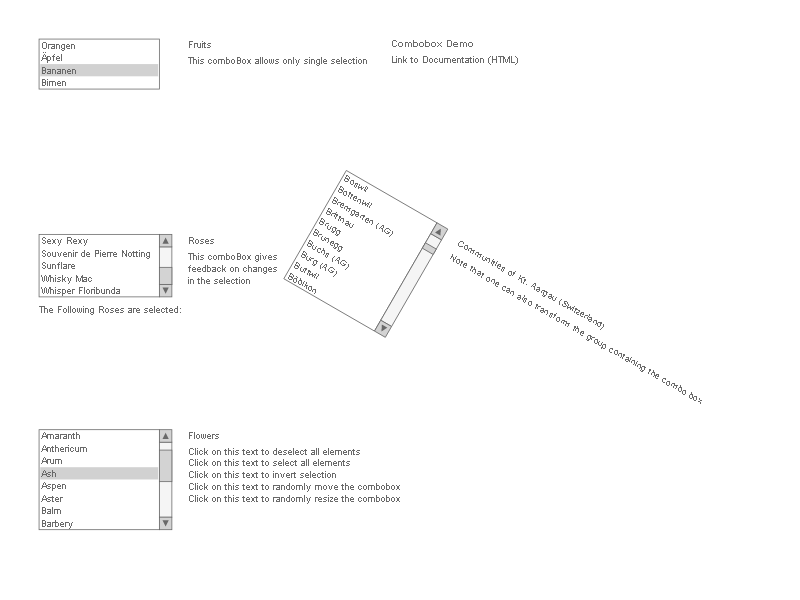 Orangen
Äpfel
Bananen
Birnen
Fruits
This comboBox allows only single selection
Combobox Demo
Link to Documentation (HTML)
Sexy Rexy
Souvenir de Pierre Notting
Sunflare
Whisky Mac
Whisper Floribunda
The Following Roses are selected:
Roses
This comboBox gives
feedback on changes
in the selection
Boswil
Bottenwil
Bremgarten (AG)
Brittnau
Brugg
Brunegg
Buchs (AG)
Burg (AG)
Buttwil
Böbikon
Communities of Kt. Aargau (Switzerland)
Note that one can also transform the group containing the combo box
Amaranth
Anthericum
Arum
Ash
Aspen
Aster
Balm
Barbery
Flowers
Click on this text to deselect all elements
Click on this text to select all elements
Click on this text to invert selection
Click on this text to randomly move the combobox
Click on this text to randomly resize the combobox